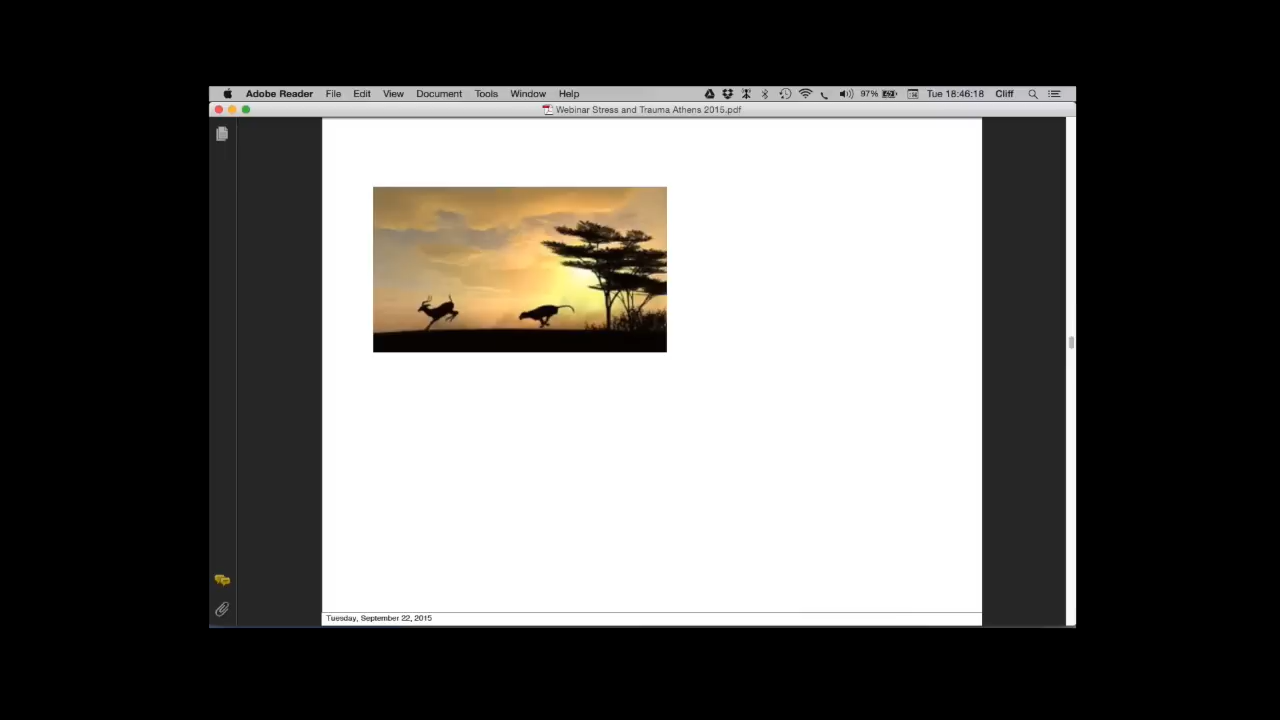 Adobe Reader File Edit View Document Tools Window Help 97% Tue 18:46:18 Cliff
Webinar Stress and Trauma Athens 2015.pdf
Tuesday, September 22, 2015